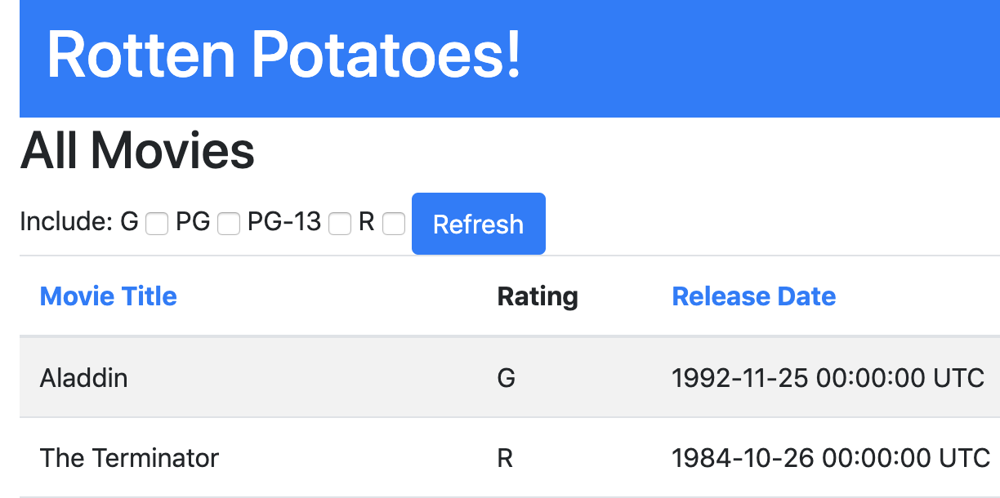 Rotten Potatoes!
All Movies
Include: G PG PG-13 R Refresh
Movie Title Rating Release Date
Aladdin G 1992-11-25 00:00:00 UTC
The Terminator R 1984-10-26 00:00:00 UTC